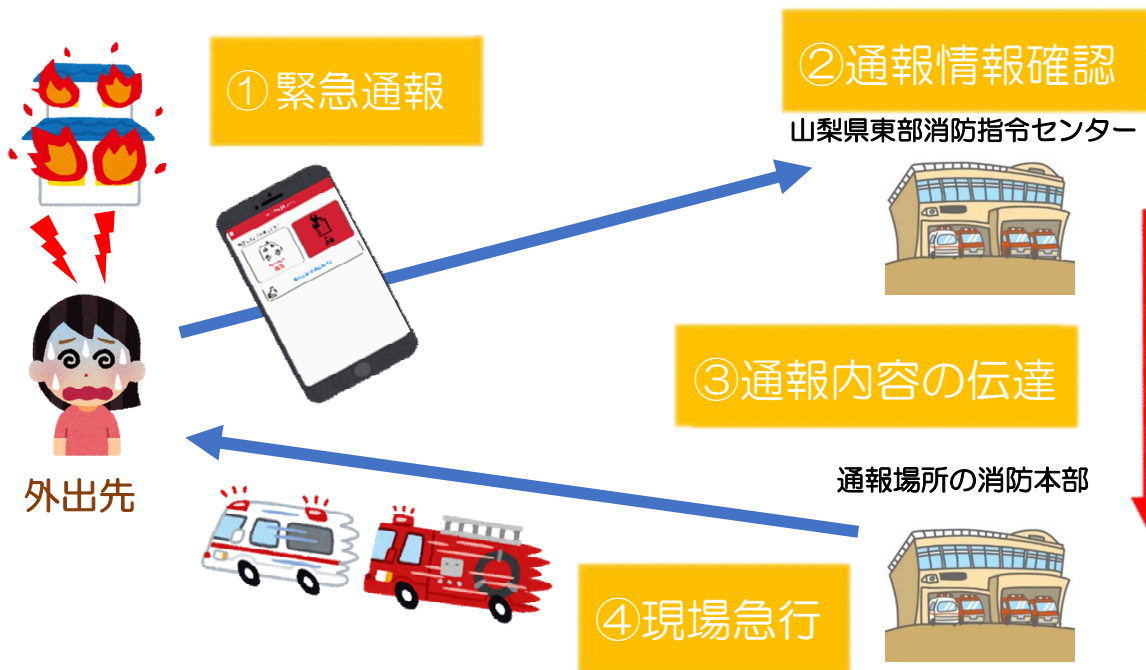 ①緊急通報
②通報情報確認
山梨県東部消防指令センター
③通報内容の伝達
外出先
通報場所の消防本部
④現場急行